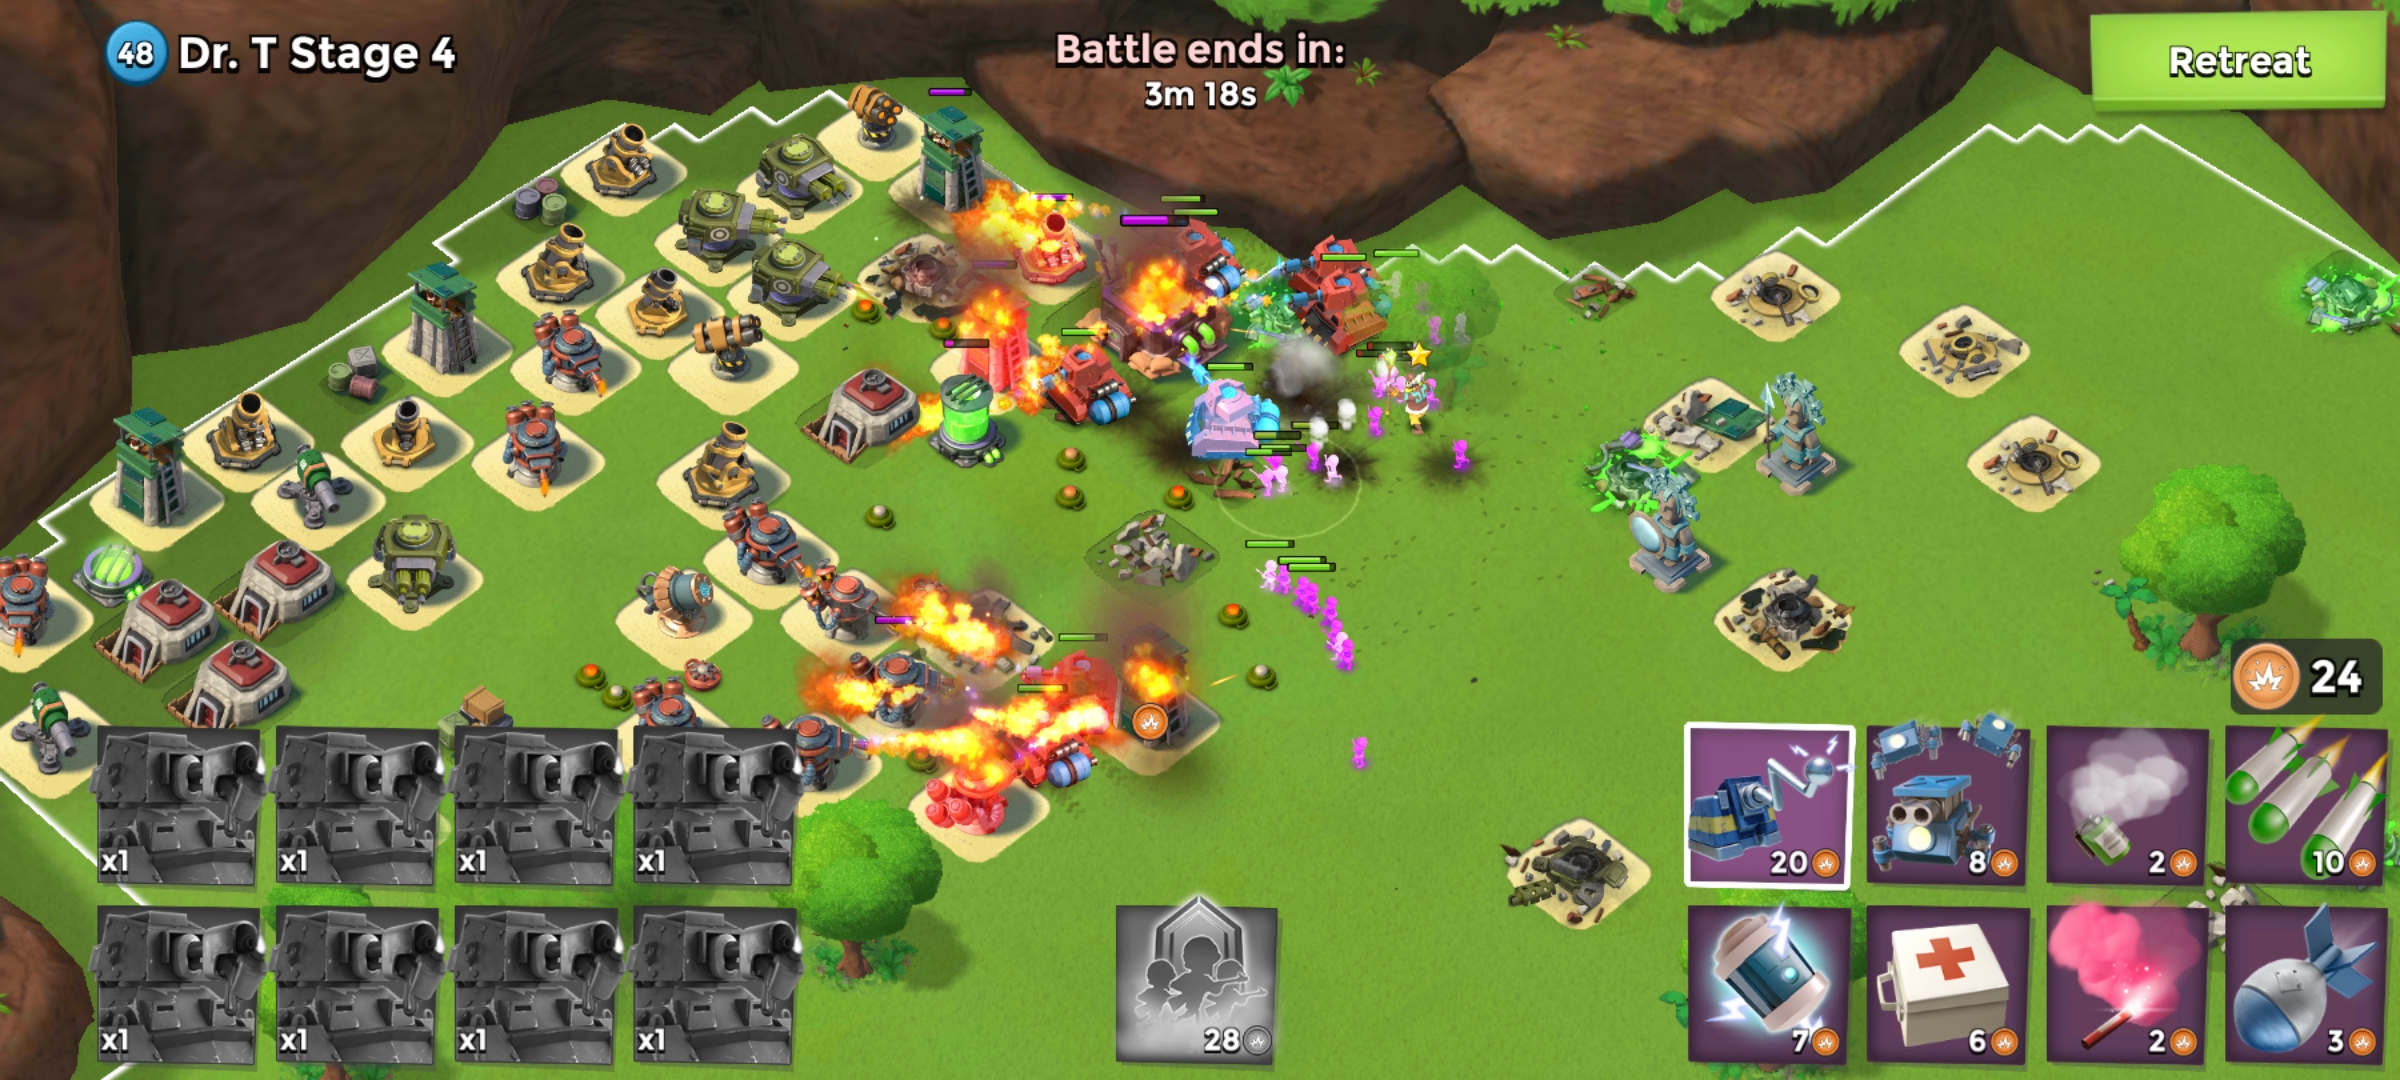 48 Dr. T Stage 4
Battle ends in:
3m 18s
Retreat
24
x1 x1 x1 x1
20 8 2 10
x1 x1 x1 x1
28
7 6 2 3